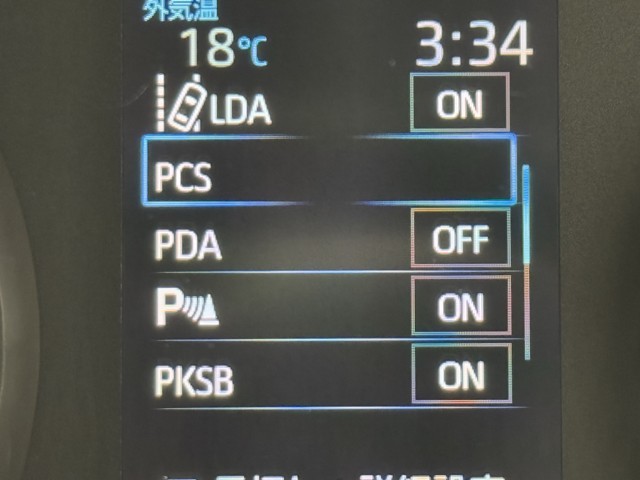 外気温
18℃ 3:34
LDA ON
PCS
PDA OFF
P ON
PKSB ON